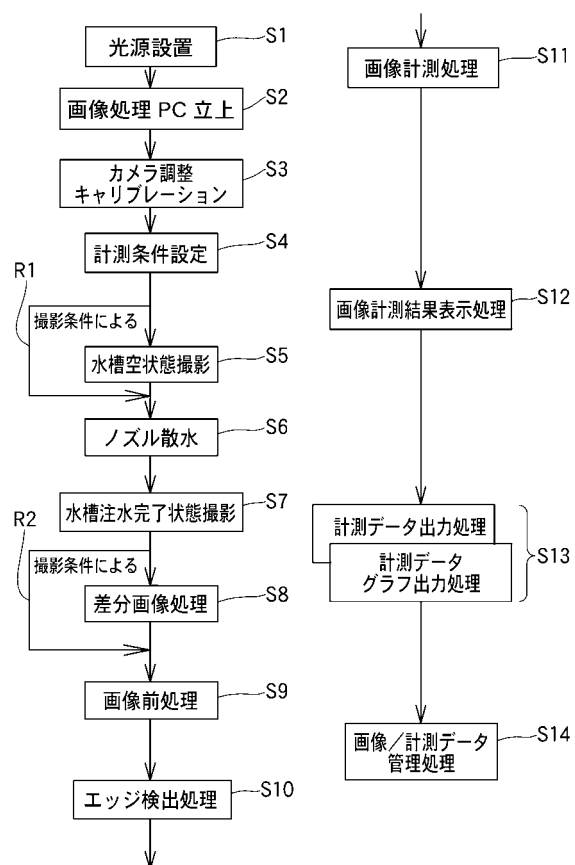 光源設置
S1
画像処理 PC 立上
S2
カメラ調整
キャリブレーション
S3
計測条件設定
S4
R1
撮影条件による
水槽空状態撮影
S5
ノズル散水
S6
水槽注水完了状態撮影
S7
R2
撮影条件による
差分画像処理
S8
画像前処理
S9
エッジ検出処理
S10
画像計測処理
S11
画像計測結果表示処理
S12
計測データ出力処理
計測データ
グラフ出力処理
S13
画像／計測データ
管理処理
S14